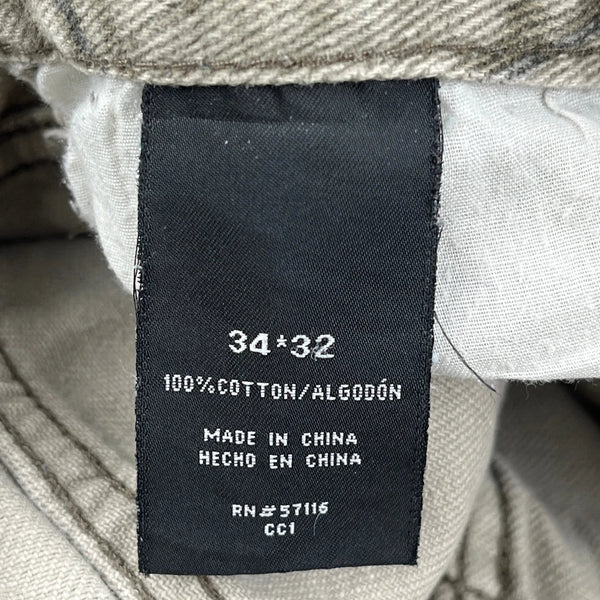 34*32
100%COTTON/ALGODÓN
MADE IN CHINA
HECHO EN CHINA
RN#57116
CC1